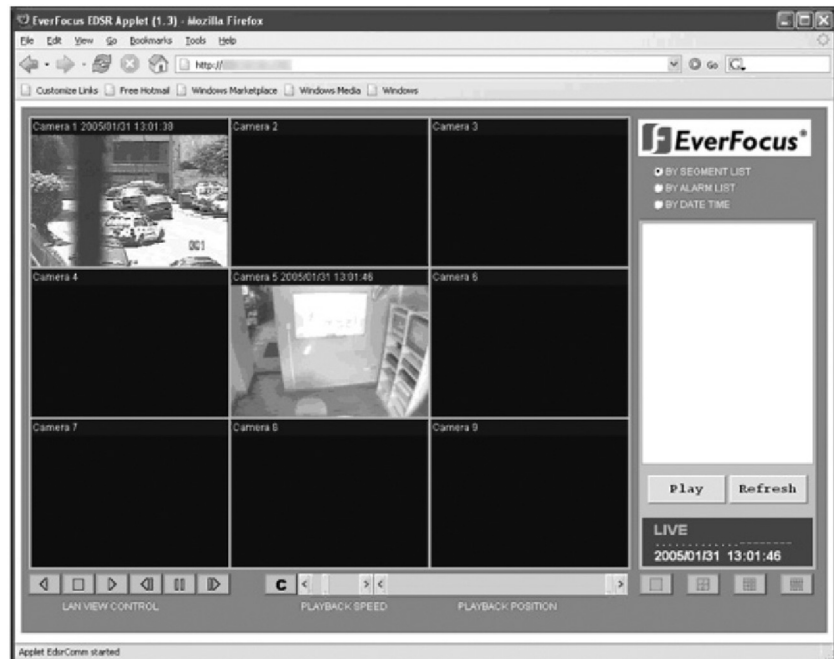 EverFocus EDSR Applet (1.3) - Mozilla Firefox
File Edit View Go Bookmarks Tools Help
http://
Go
Customize Links Free Hotmail Windows Marketplace Windows Media Windows
Camera 1 2005/01/31 13:01:38
Camera 2
Camera 3
001
Camera 4
Camera 5 2005/01/31 13:01:46
Camera 6
Camera 7
Camera 8
Camera 9
EverFocus®
BY SEGMENT LIST
BY ALARM LIST
BY DATE TIME
Play Refresh
LIVE
2005/01/31 13:01:46
C
LAN VIEW CONTROL
PLAYBACK SPEED
PLAYBACK POSITION
Applet EdsrComm started